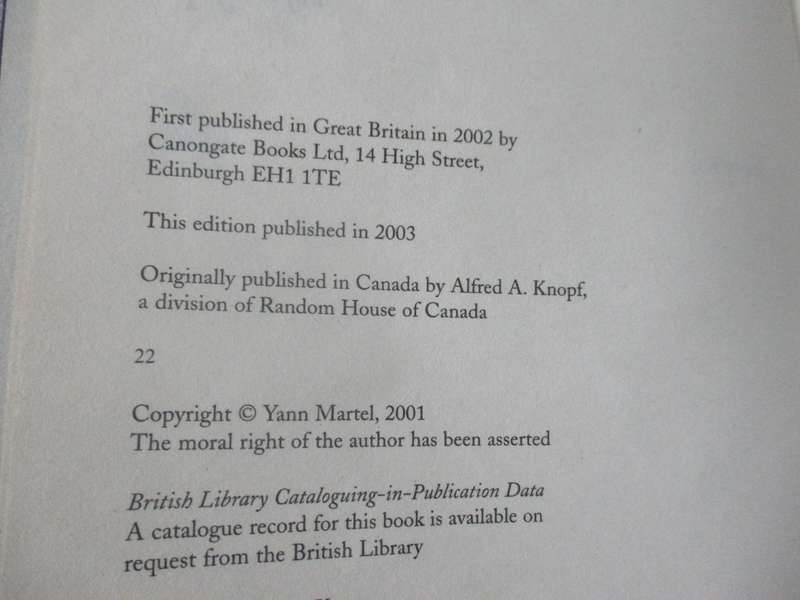 First published in Great Britain in 2002 by
Canongate Books Ltd, 14 High Street,
Edinburgh EH1 1TE
This edition published in 2003
Originally published in Canada by Alfred A. Knopf,
a division of Random House of Canada
22
Copyright © Yann Martel, 2001
The moral right of the author has been asserted
British Library Cataloguing-in-Publication Data
A catalogue record for this book is available on
request from the British Library